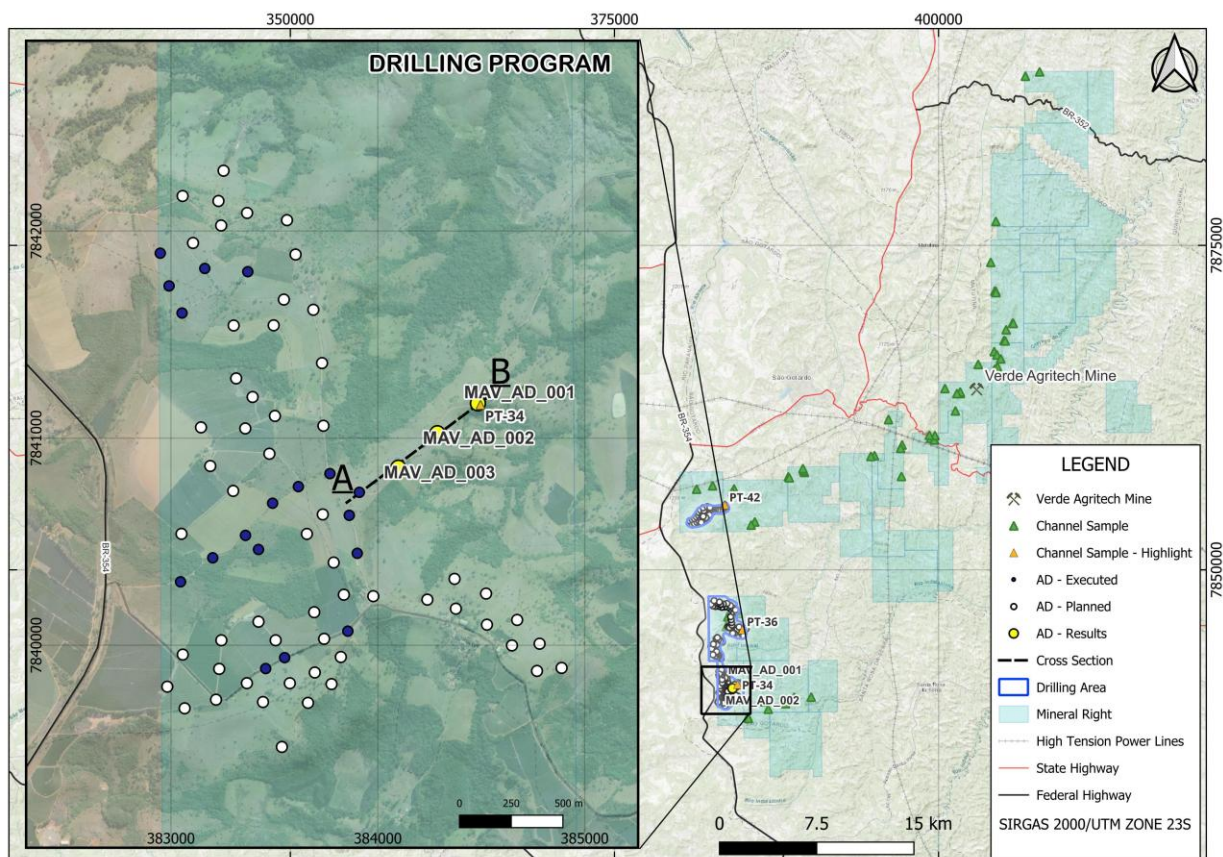 350000
375000
400000
DRILLING PROGRAM
BR-352
7842000
7875000
B
MAV_AD_001
PT-34
MAV_AD_002
A
MAV_AD_003
7841000
São Gotardo
Verde Agritech Mine
BR-354
PT-42
BR-354
7850000
PT-36
7840000
MAV_AD_001
PT-34
MAV_AD_002
0 250 500 m
383000
384000
385000
0 7.5 15 km
LEGEND
Verde Agritech Mine
Channel Sample
Channel Sample - Highlight
AD - Executed
AD - Planned
AD - Results
Cross Section
Drilling Area
Mineral Right
High Tension Power Lines
State Highway
Federal Highway
SIRGAS 2000/UTM ZONE 23S